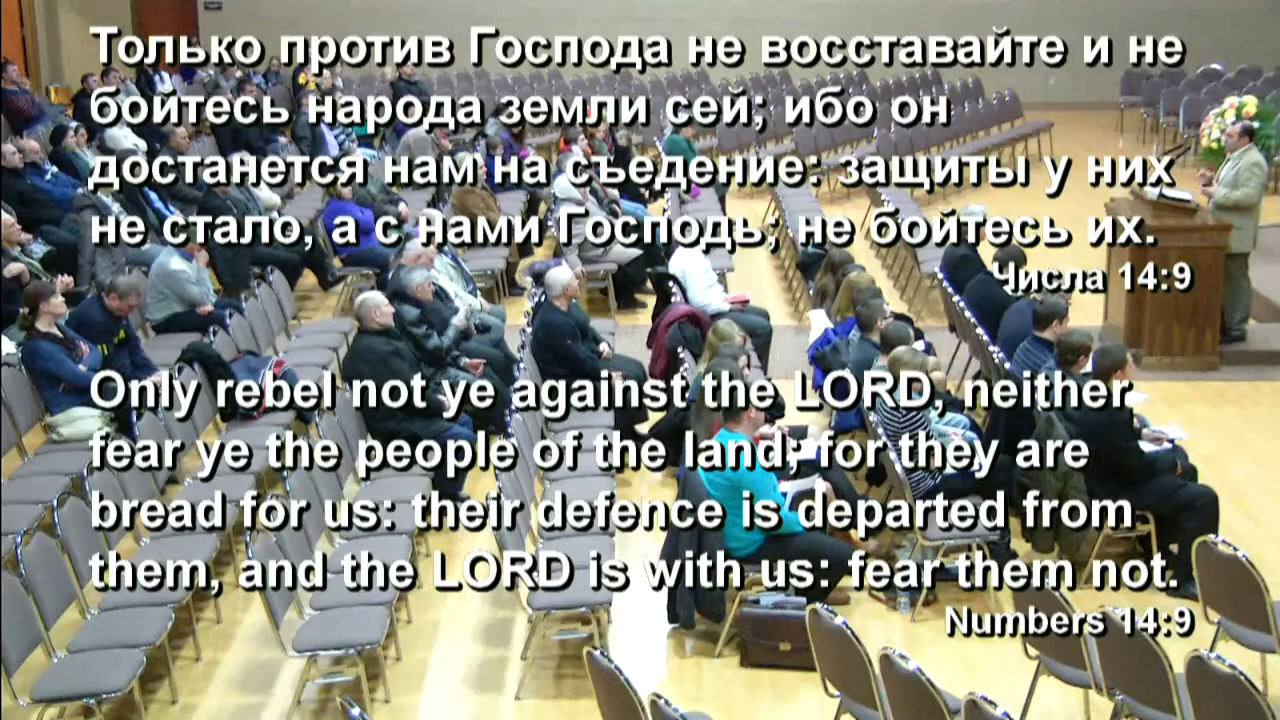 Только против Господа не восставайте и не
бойтесь народа земли сей; ибо он
достанется нам на съедение: защиты у них
не стало, а с нами Господь; не бойтесь их.
Числа 14:9
Only rebel not ye against the LORD, neither
fear ye the people of the land; for they are
bread for us: their defence is departed from
them, and the LORD is with us: fear them not.
Numbers 14:9